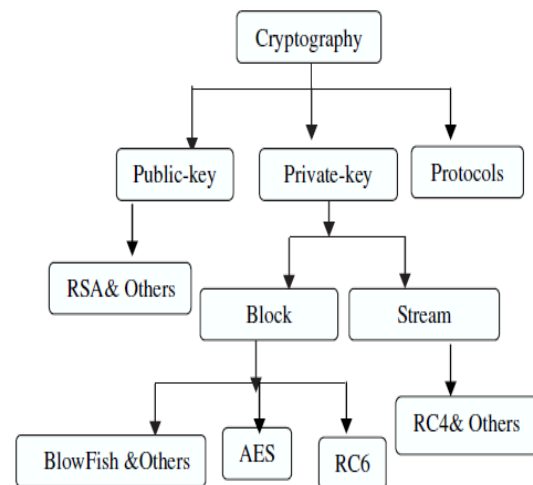 Cryptography
Public-key
Private-key
Protocols
RSA& Others
Block
Stream
BlowFish &Others
AES
RC6
RC4& Others